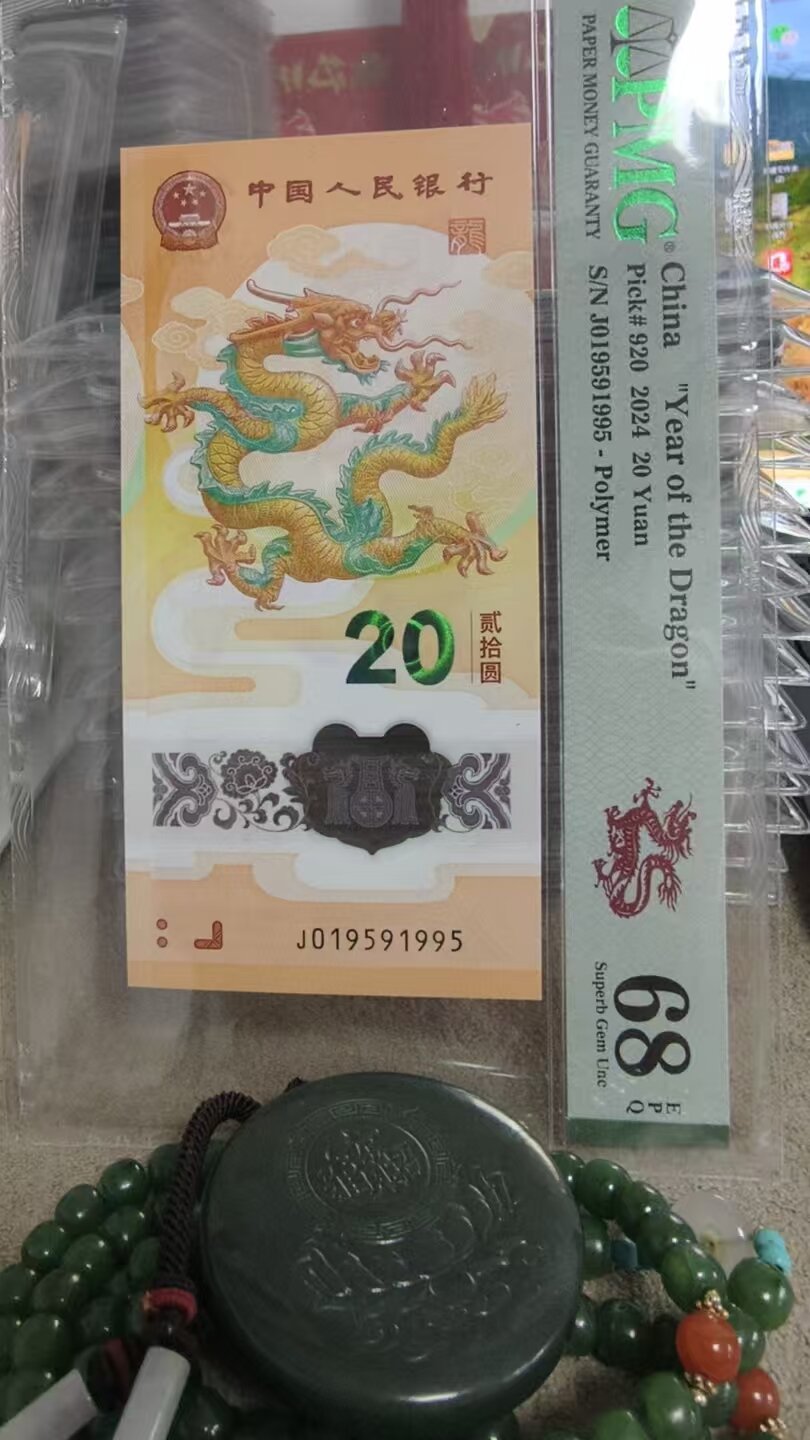 中国人民银行
龍
20
贰拾圆
J019591995
PMG®
PAPER MONEY GUARANTY
China "Year of the Dragon"
Pick# 920 2024 20 Yuan
S/N J019591995 - Polymer
68
EPQ
Superb Gem Unc